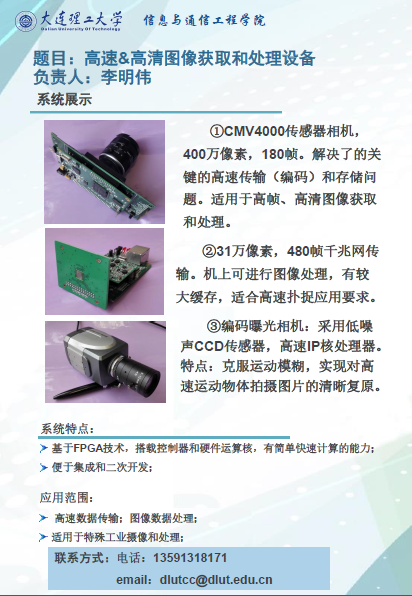 大连理工大学 信息与通信工程学院
Dalian University Of Technology
题目：高速&高清图像获取和处理设备
负责人：李明伟
系统展示
①CMV4000传感器相机，
400万像素，180帧。解决了的关
键的高速传输（编码）和存储问
题。适用于高帧、高清图像获取
和处理。
②31万像素，480帧千兆网传
输。机上可进行图像处理，有较
大缓存，适合高速扑捉应用要求。
③编码曝光相机：采用低噪
声CCD传感器，高速IP核处理器。
特点：克服运动模糊，实现对高
速运动物体拍摄图片的清晰复原。
系统特点：
基于FPGA技术，搭载控制器和硬件运算核，有简单快速计算的能力；
便于集成和二次开发；
应用范围：
高速数据传输；图像数据处理；
适用于特殊工业摄像和处理；
联系方式：电话：13591318171
email：dlutcc@dlut.edu.cn